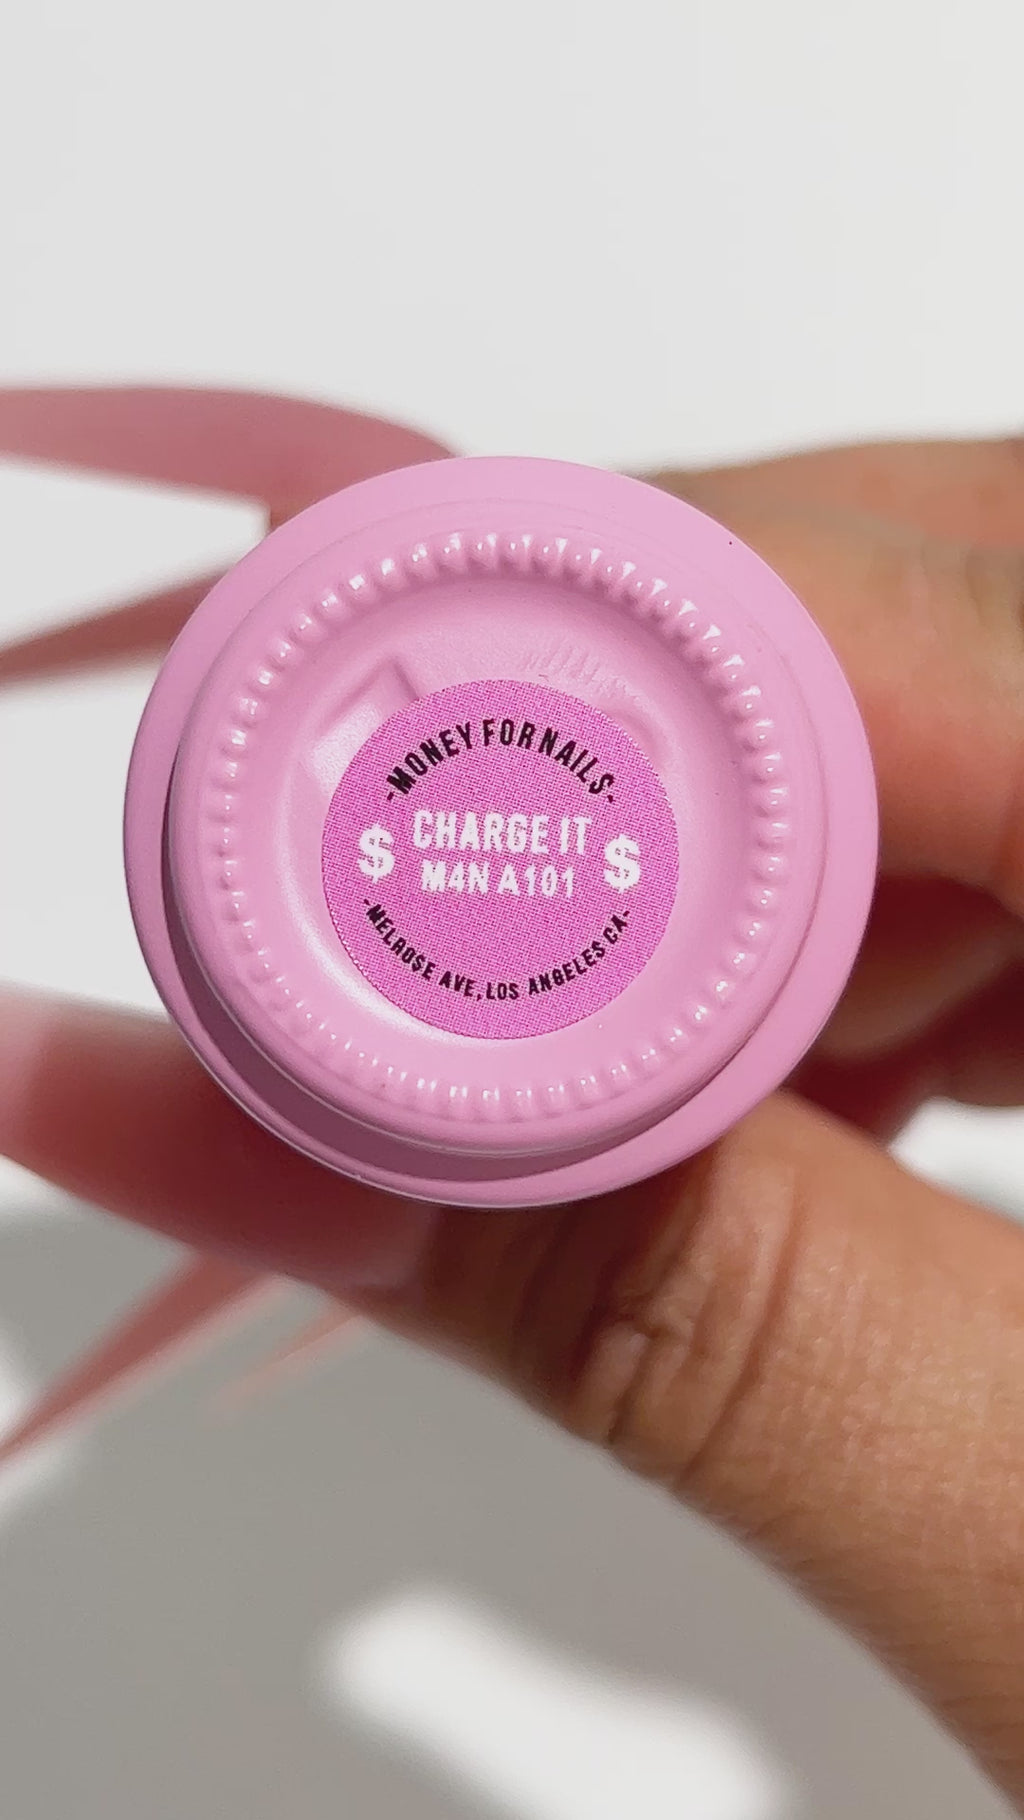 -MONEY FOR NAILS-
CHARGE IT
$ $
M4N A101
-MELROSE AVE, LOS ANGELES CA-